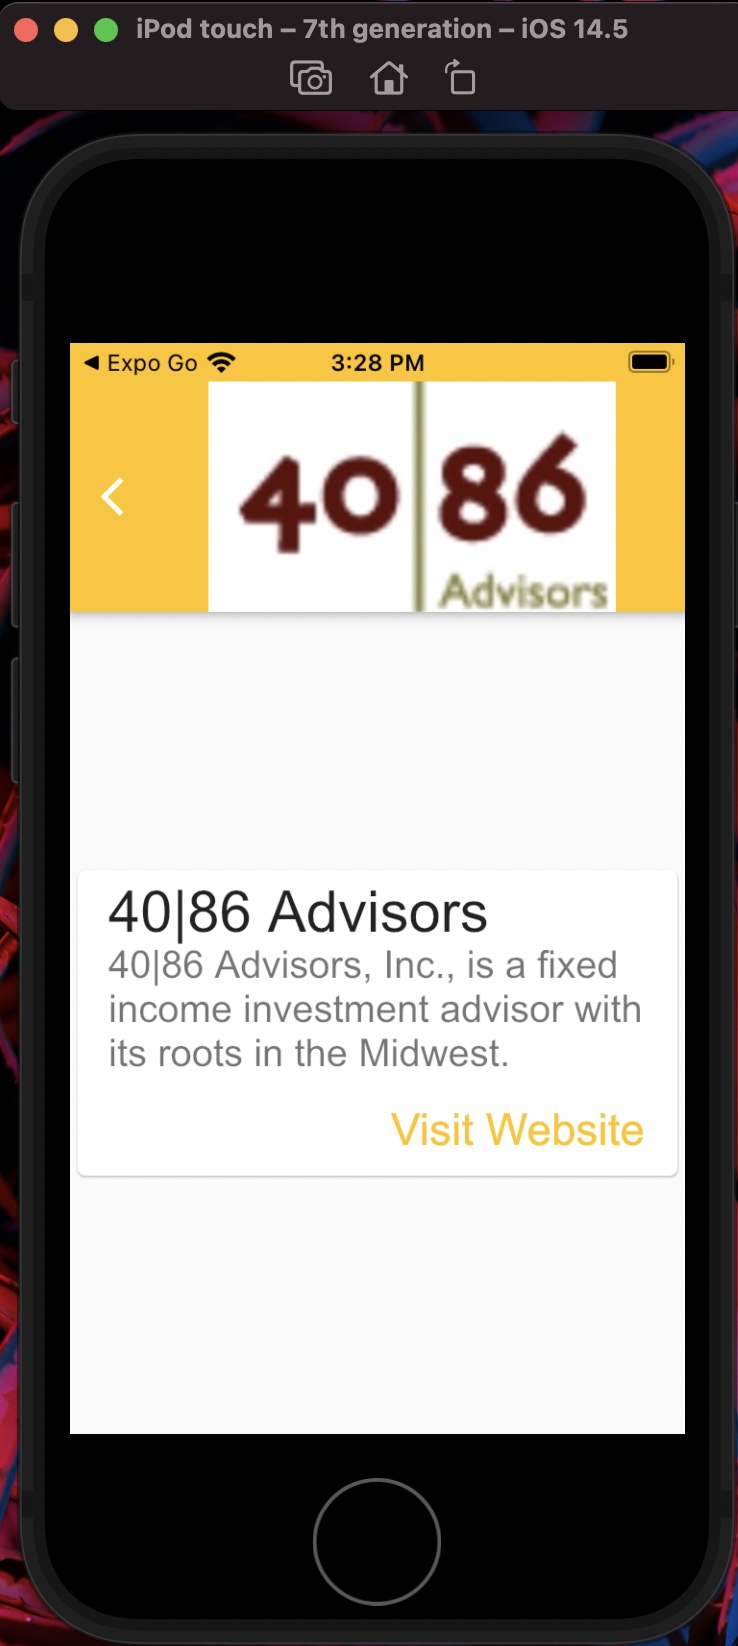 iPod touch – 7th generation – iOS 14.5
Expo Go 3:28 PM
40 86
Advisors
40|86 Advisors
40|86 Advisors, Inc., is a fixed
income investment advisor with
its roots in the Midwest.
Visit Website